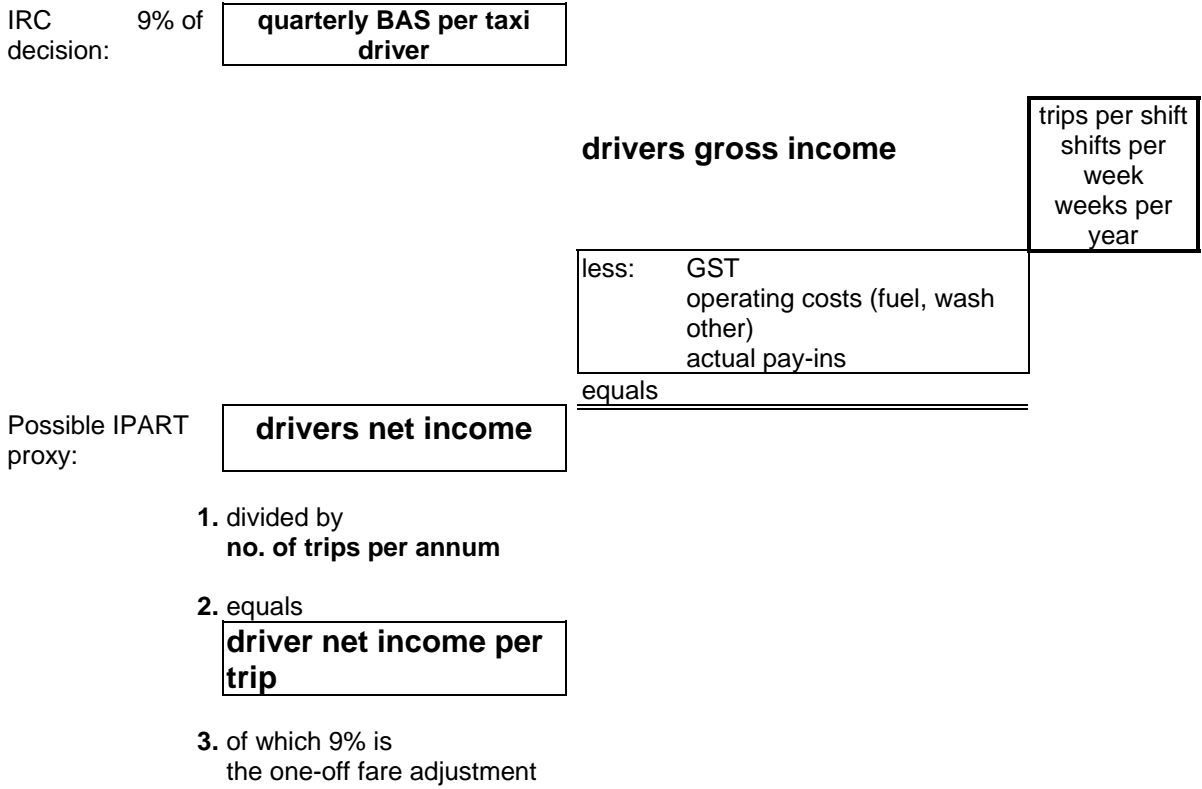 IRC 9% of quarterly BAS per taxi
decision: driver
trips per shift
drivers gross income shifts per
week
weeks per
year
less: GST
operating costs (fuel, wash
other)
actual pay-ins
equals
Possible IPART drivers net income
proxy:
1. divided by
no. of trips per annum
2. equals
driver net income per
trip
3. of which 9% is
the one-off fare adjustment